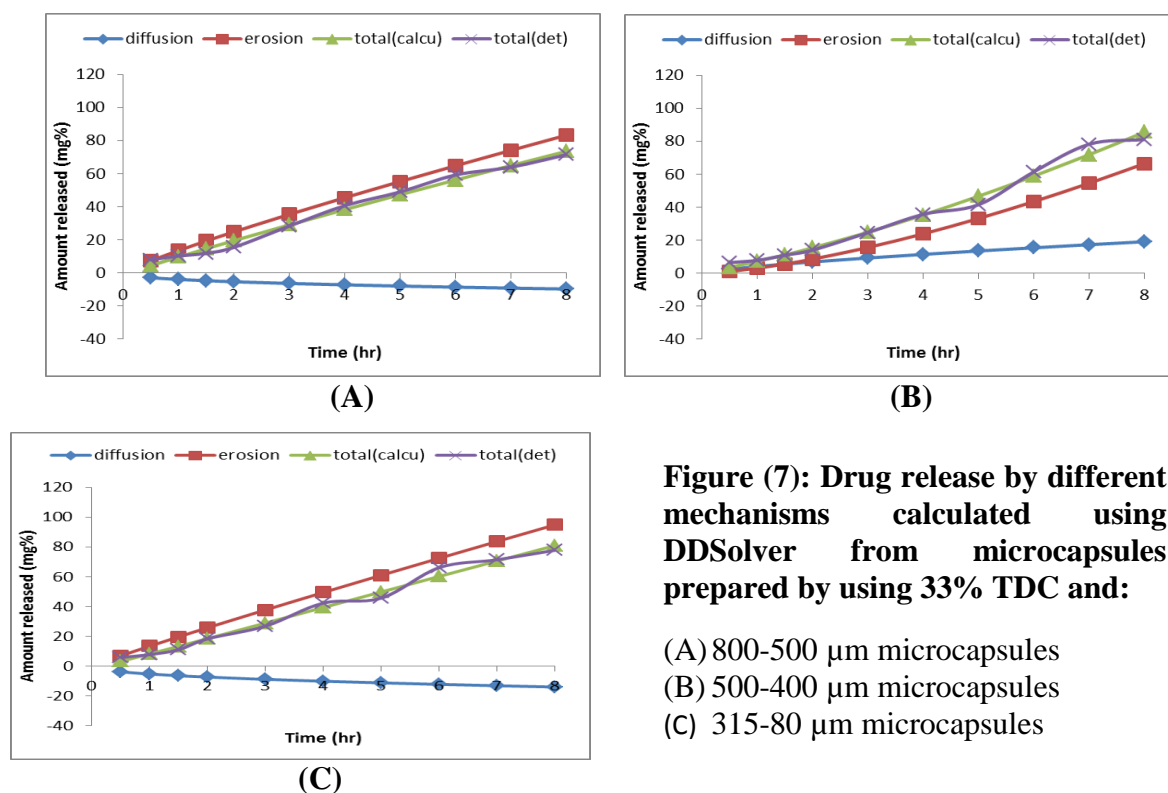 diffusion erosion total(calcu) total(det)
120
100
80
60
40
20
0
-20
-40
Amount released (mg%)
0 1 2 3 4 5 6 7 8
Time (hr)
(A)
diffusion erosion total(calcu) total(det)
120
100
80
60
40
20
0
-20
-40
Amount released (mg%)
0 1 2 3 4 5 6 7 8
Time (hr)
(B)
diffusion erosion total(calcu) total(det)
120
100
80
60
40
20
0
-20
-40
Amount released (mg%)
0 1 2 3 4 5 6 7 8
Time (hr)
(C)
Figure (7): Drug release by different
mechanisms calculated using
DDSolver from microcapsules
prepared by using 33% TDC and:
(A) 800-500 µm microcapsules
(B) 500-400 µm microcapsules
(C) 315-80 µm microcapsules